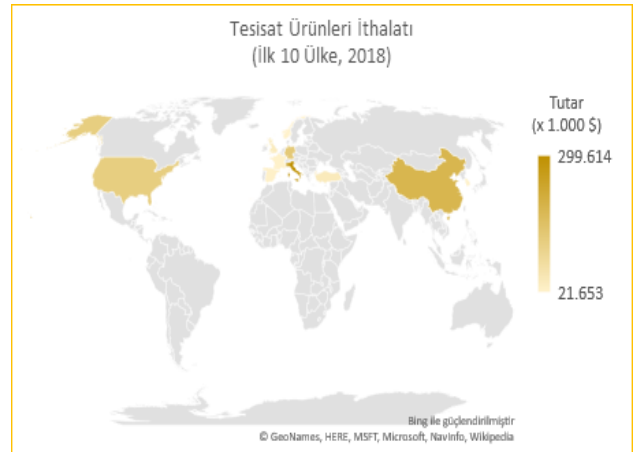 Tesisat Ürünleri İthalatı
(İlk 10 Ülke, 2018)
Tutar
(x 1.000 $)
299.614
21.653
Bing ile güçlendirilmiştir
© GeoNames, HERE, MSFT, Microsoft, NavInfo, Wikipedia